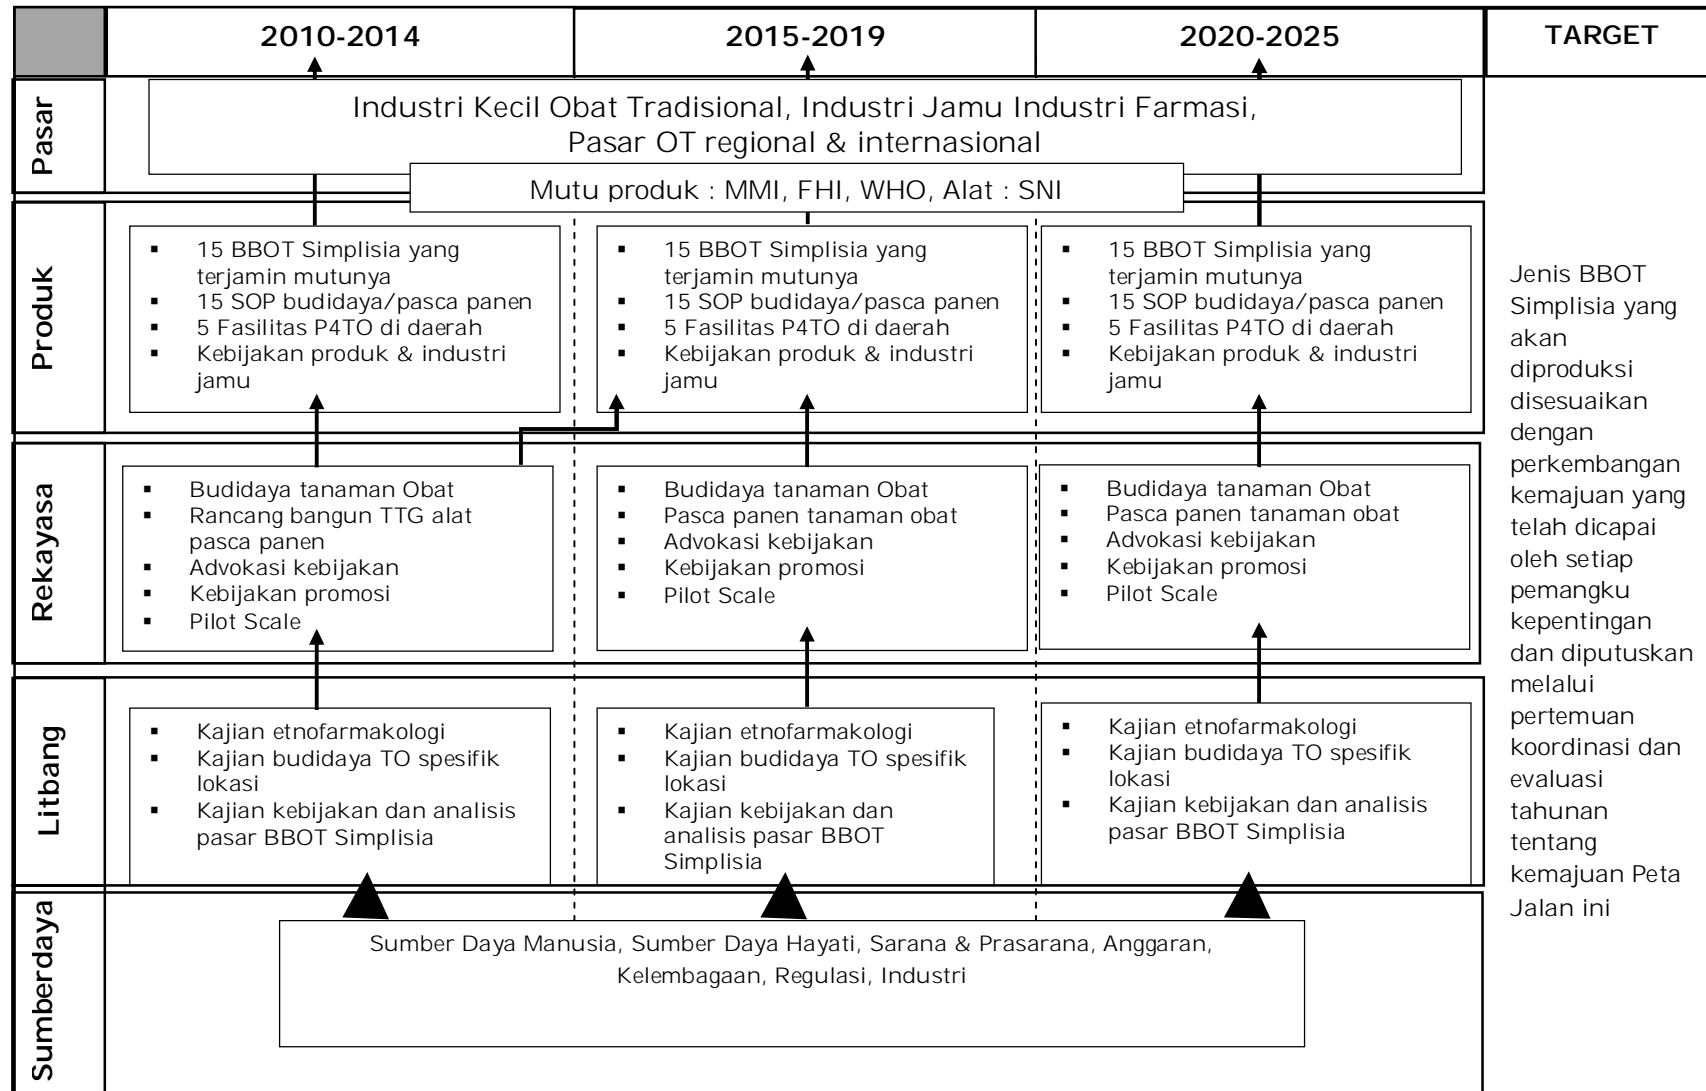 2010-2014
2015-2019
2020-2025
TARGET
Pasar
Industri Kecil Obat Tradisional, Industri Jamu Industri Farmasi,
Pasar OT regional & internasional
Mutu produk : MMI, FHI, WHO, Alat : SNI
Produk
▪ 15 BBOT Simplisia yang
terjamin mutunya
▪ 15 SOP budidaya/pasca panen
▪ 5 Fasilitas P4TO di daerah
▪ Kebijakan produk & industri
jamu
▪ 15 BBOT Simplisia yang
terjamin mutunya
▪ 15 SOP budidaya/pasca panen
▪ 5 Fasilitas P4TO di daerah
▪ Kebijakan produk & industri
jamu
▪ 15 BBOT Simplisia yang
terjamin mutunya
▪ 15 SOP budidaya/pasca panen
▪ 5 Fasilitas P4TO di daerah
▪ Kebijakan produk & industri
jamu
Rekayasa
▪ Budidaya tanaman Obat
▪ Rancang bangun TTG alat
pasca panen
▪ Advokasi kebijakan
▪ Kebijakan promosi
▪ Pilot Scale
▪ Budidaya tanaman Obat
▪ Pasca panen tanaman obat
▪ Advokasi kebijakan
▪ Kebijakan promosi
▪ Pilot Scale
▪ Budidaya tanaman Obat
▪ Pasca panen tanaman obat
▪ Advokasi kebijakan
▪ Kebijakan promosi
▪ Pilot Scale
Litbang
▪ Kajian etnofarmakologi
▪ Kajian budidaya TO spesifik
lokasi
▪ Kajian kebijakan dan analisis
pasar BBOT Simplisia
▪ Kajian etnofarmakologi
▪ Kajian budidaya TO spesifik
lokasi
▪ Kajian kebijakan dan
analisis pasar BBOT
Simplisia
▪ Kajian etnofarmakologi
▪ Kajian budidaya TO spesifik
lokasi
▪ Kajian kebijakan dan analisis
pasar BBOT Simplisia
Sumberdaya
Sumber Daya Manusia, Sumber Daya Hayati, Sarana & Prasarana, Anggaran,
Kelembagaan, Regulasi, Industri
Jenis BBOT
Simplisia yang
akan
diproduksi
disesuaikan
dengan
perkembangan
kemajuan yang
telah dicapai
oleh setiap
pemangku
kepentingan
dan diputuskan
melalui
pertemuan
koordinasi dan
evaluasi
tahunan
tentang
kemajuan Peta
Jalan ini